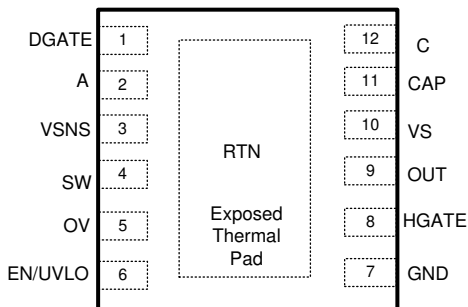 DGATE 1 12 C
A 2 11 CAP
VSNS 3 10 VS
RTN
SW 4 9 OUT
OV 5 8 HGATE
Exposed
Thermal
Pad
EN/UVLO 6 7 GND